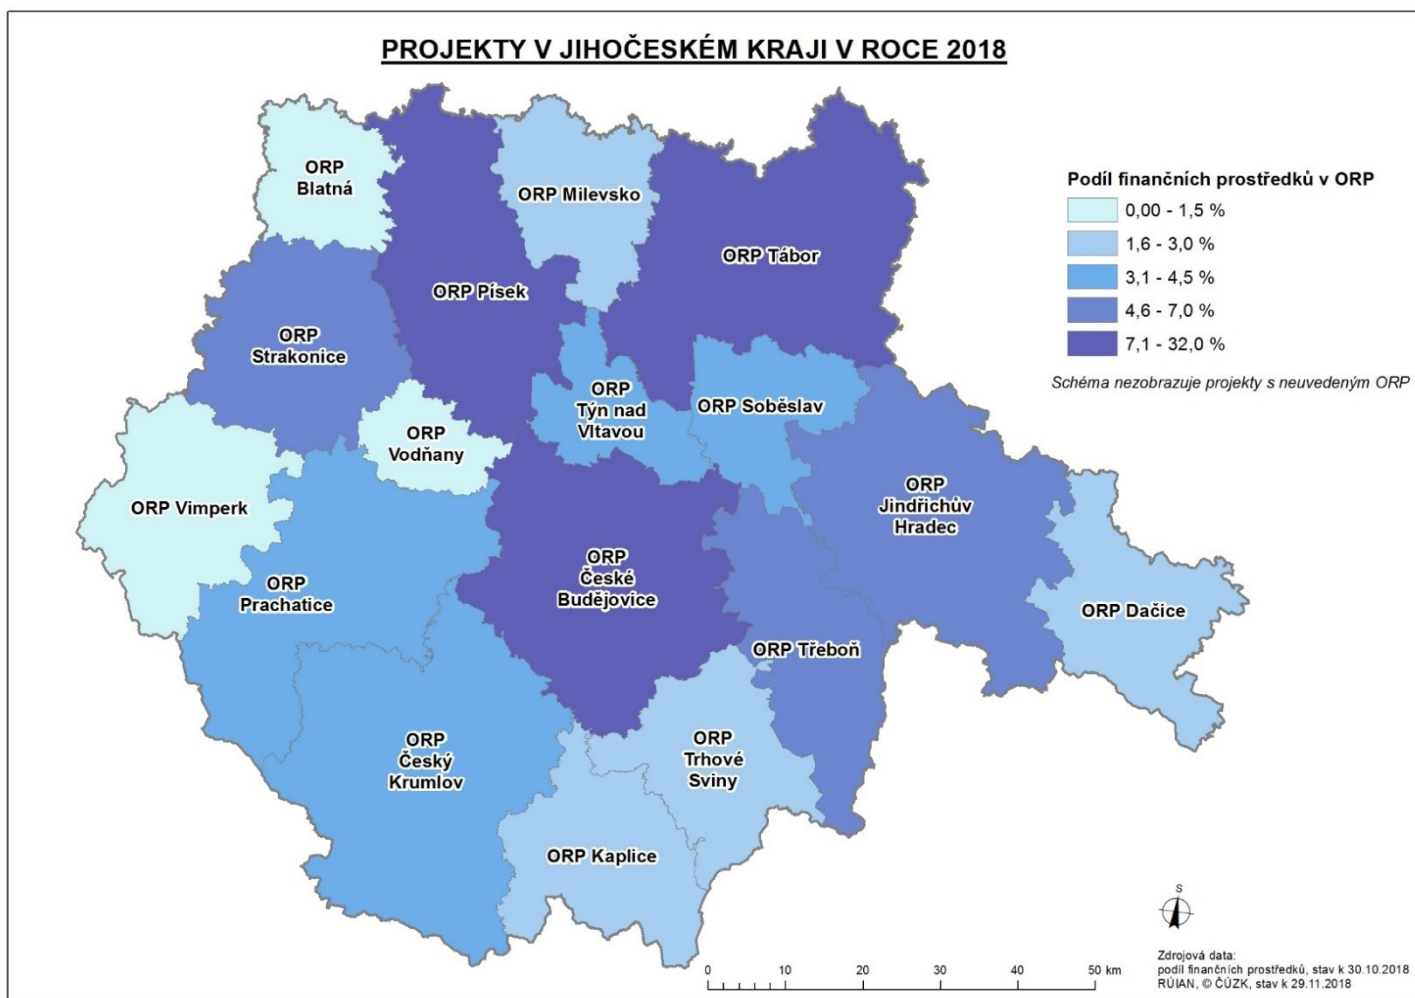 PROJEKTY V JIHOČESKÉM KRAJI V ROCE 2018
ORP
Blatná
ORP Milevsko
ORP Tábor
ORP Písek
ORP
Strakonice
ORP
Týn nad
Vltavou
ORP Soběslav
ORP
Vodňany
ORP Vimperk
ORP
Jindřichův
Hradec
ORP
Prachatice
ORP
České
Budějovice
ORP Dačice
ORP Třeboň
ORP
Český
Krumlov
ORP
Trhové
Sviny
ORP Kaplice
Podíl finančních prostředků v ORP
0,00 - 1,5 %
1,6 - 3,0 %
3,1 - 4,5 %
4,6 - 7,0 %
7,1 - 32,0 %
Schéma nezobrazuje projekty s neuvedeným ORP
S
0 10 20 30 40 50 km
Zdrojová data:
podíl finančních prostředků, stav k 30.10.2018
RÚIAN, © ČÚZK, stav k 29.11.2018